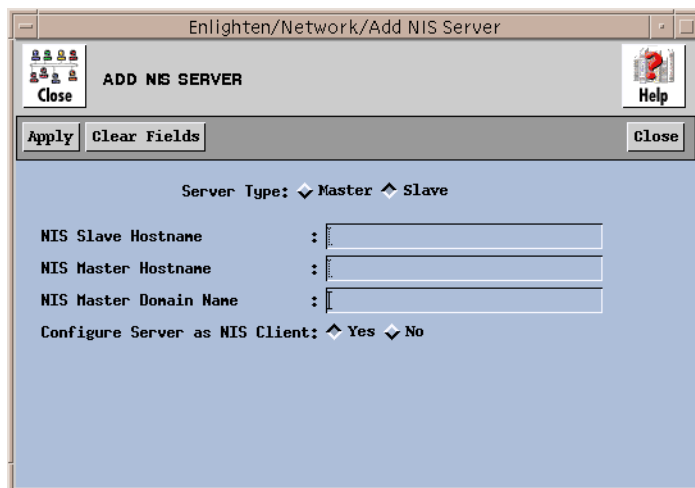 Enlighten/Network/Add NIS Server
Close
ADD NIS SERVER
Help
Apply Clear Fields Close
Server Type: Master Slave
NIS Slave Hostname :
NIS Master Hostname :
NIS Master Domain Name :
Configure Server as NIS Client: Yes No